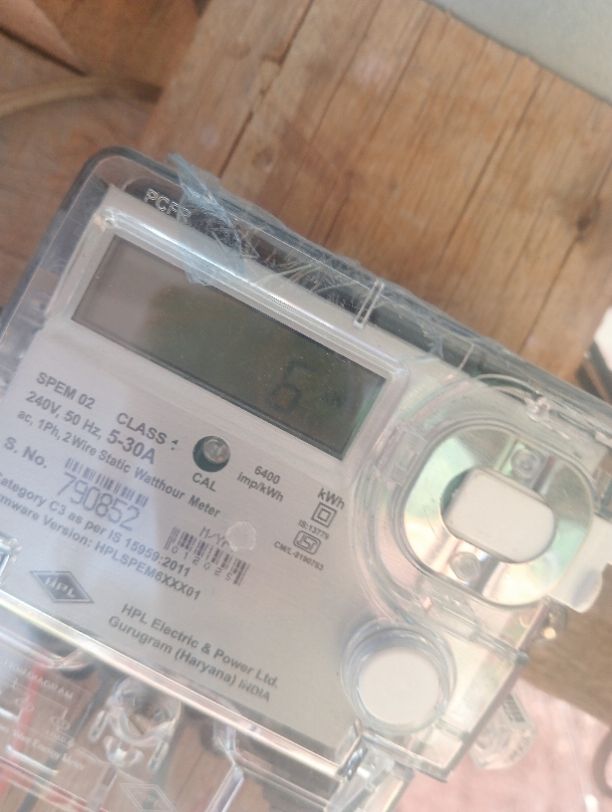 6
SPEM 02 CLASS 1
240V, 50 Hz, 5-30A
ac, 1Ph, 2Wire Static Watthour Meter
CAL
6400
imp/kWh
kWh
IS:13779
S. No. 790852
M/YR
Category C3 as per IS 15959:2011
Firmware Version: HPLSPEM6XXX01
HPL
HPL Electric & Power Ltd.
Gurugram (Haryana) INDIA